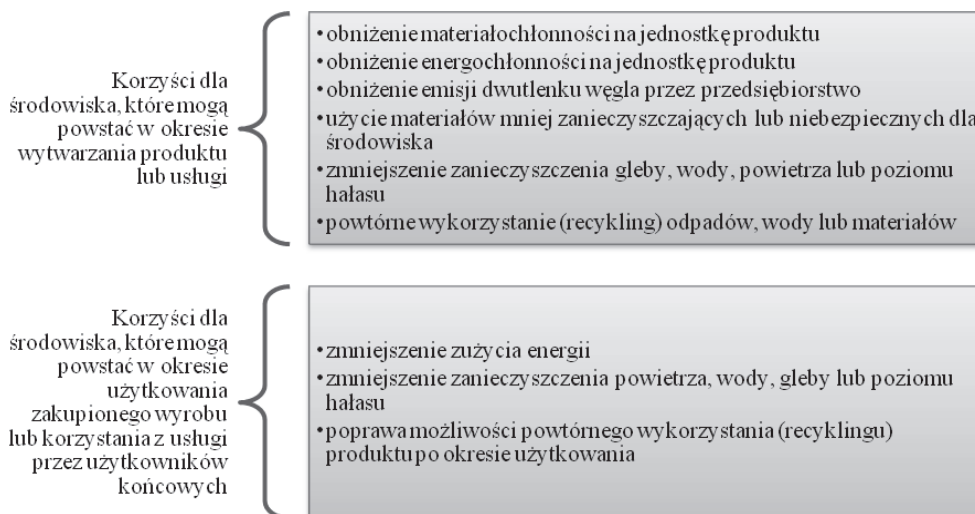 Korzyści dla
środowiska, które mogą
powstać w okresie
wytwarzania produktu
lub usługi
•obniżenie materiałochłonności na jednostkę produktu
•obniżenie energochłonności na jednostkę produktu
•obniżenie emisji dwutlenku węgla przez przedsiębiorstwo
•użycie materiałów mniej zanieczyszczających lub niebezpiecznych dla
środowiska
•zmniejszenie zanieczyszczenia gleby, wody, powietrza lub poziomu
hałasu
•powtórne wykorzystanie (recykling) odpadów, wody lub materiałów
Korzyści dla
środowiska, które mogą
powstać w okresie
użytkowania
zakupionego wyrobu
lub korzystania z usługi
przez użytkowników
końcowych
•zmniejszenie zużycia energii
•zmniejszenie zanieczyszczenia powietrza, wody, gleby lub poziomu
hałasu
•poprawa możliwości powtórnego wykorzystania (recyklingu)
produktu po okresie użytkowania